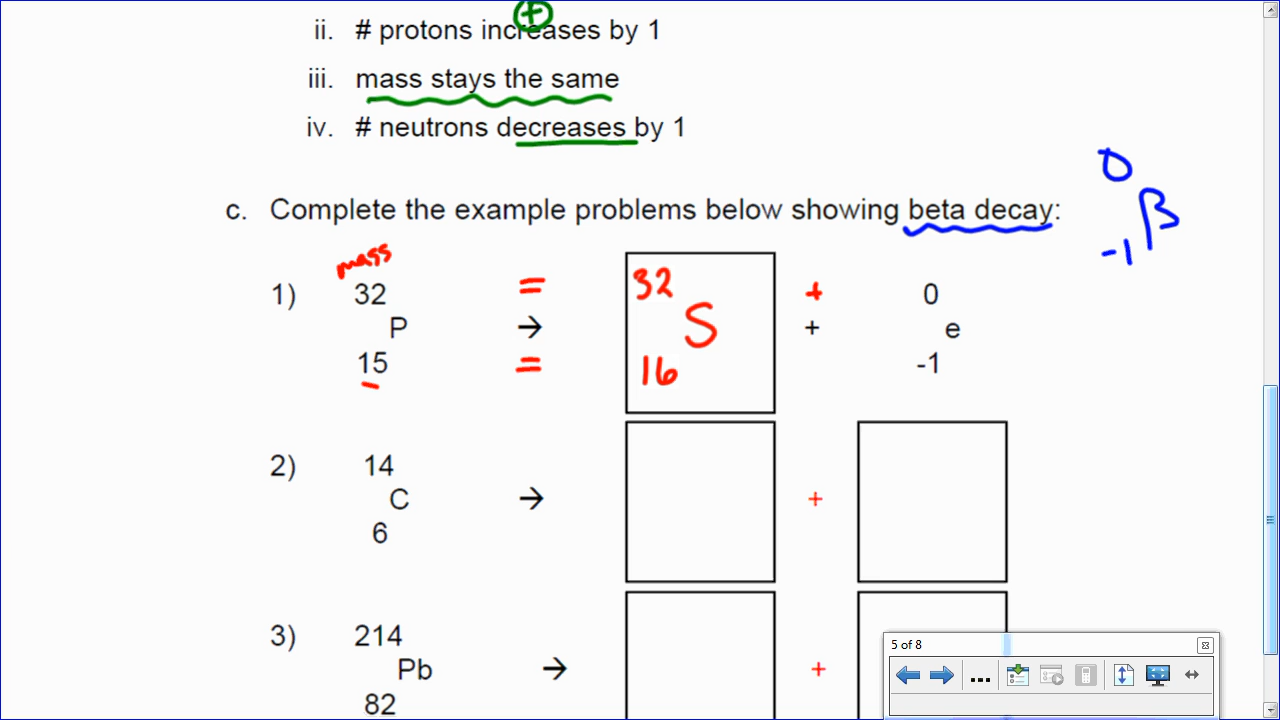 +
ii. # protons increases by 1
iii. mass stays the same
iv. # neutrons decreases by 1
0
β
-1
c. Complete the example problems below showing beta decay:
mass
1) 32 = 32 + 0
P → S + e
15 = 16 -1
2) 14
C → +
6
3) 214
Pb → +
82
5 of 8
...